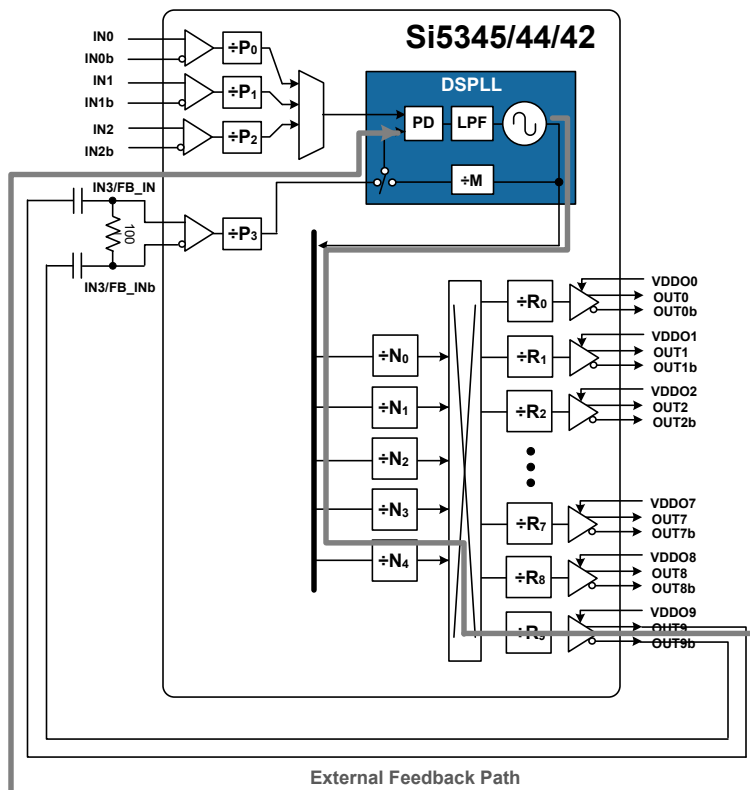 Si5345/44/42
IN0
IN0b
÷P0
IN1
IN1b
÷P1
IN2
IN2b
÷P2
DSPLL
PD
LPF
÷M
IN3/FB_IN
100
÷P3
IN3/FB_INb
÷N0
÷N1
÷N2
÷N3
÷N4
÷R0
VDDO0
OUT0
OUT0b
÷R1
VDDO1
OUT1
OUT1b
÷R2
VDDO2
OUT2
OUT2b
÷R7
VDDO7
OUT7
OUT7b
÷R8
VDDO8
OUT8
OUT8b
÷R9
VDDO9
OUT9
OUT9b
External Feedback Path